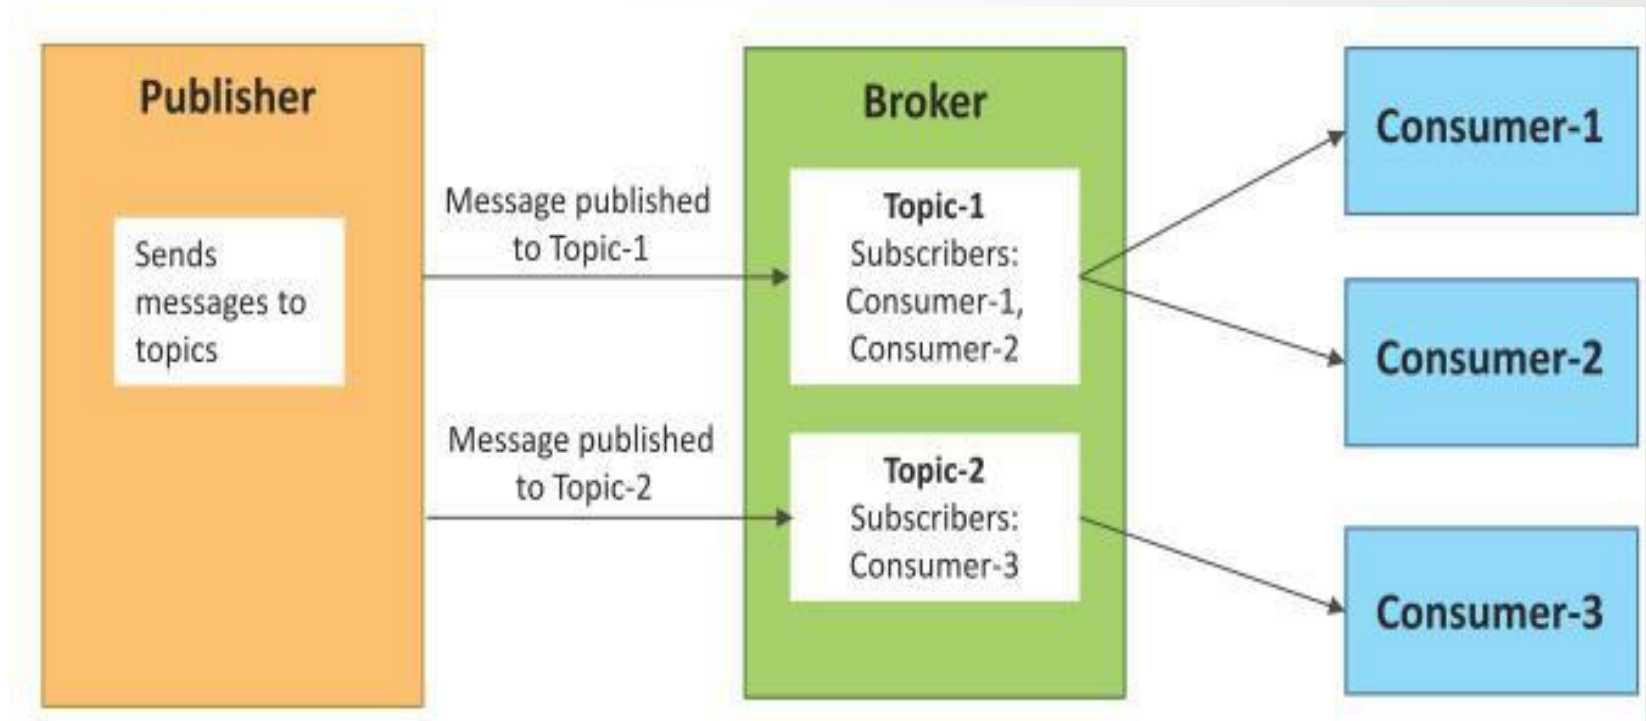 Publisher
Sends
messages to
topics
Message published
to Topic-1
Message published
to Topic-2
Broker
Topic-1
Subscribers:
Consumer-1,
Consumer-2
Topic-2
Subscribers:
Consumer-3
Consumer-1
Consumer-2
Consumer-3